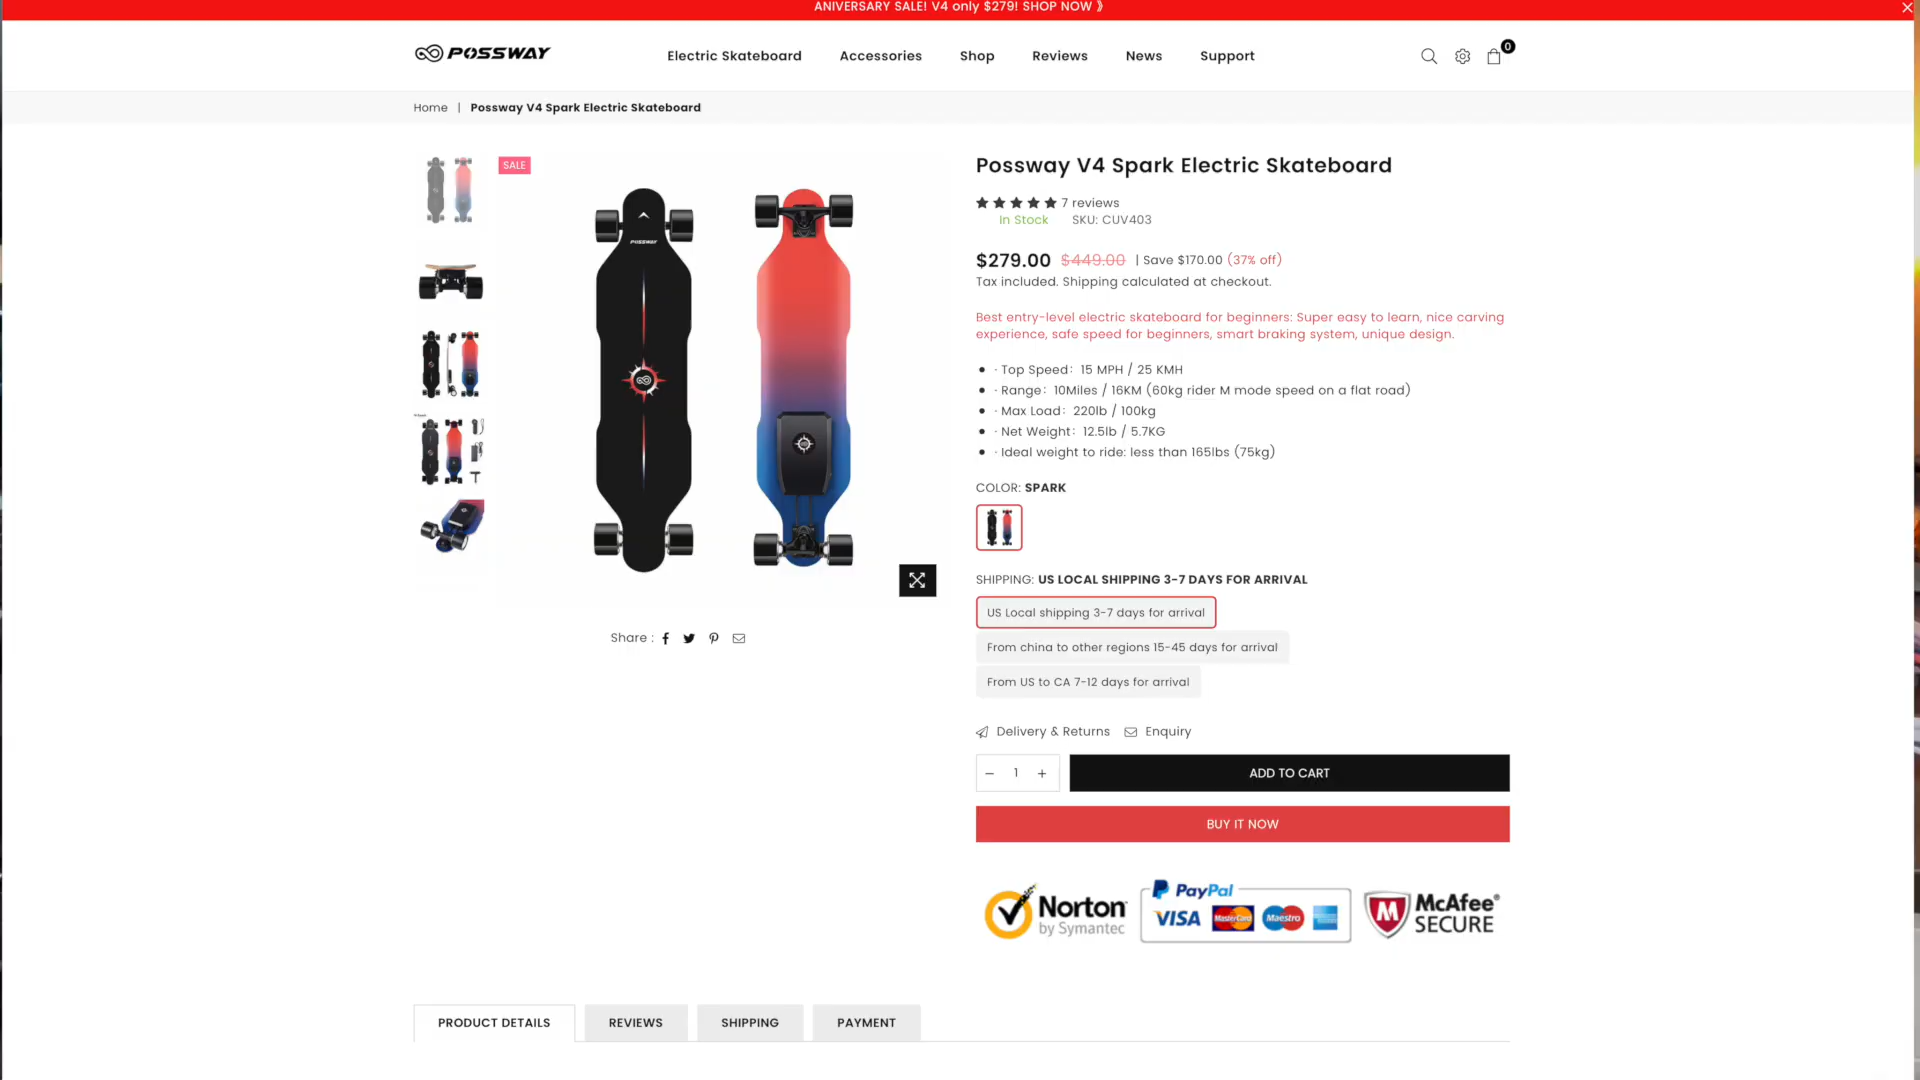 ANIVERSARY SALE! V4 only $279! SHOP NOW 》
POSSWAY
Electric Skateboard
Accessories
Shop
Reviews
News
Support
0
Home | Possway V4 Spark Electric Skateboard
SALE
POSSWAY
Share :
Possway V4 Spark Electric Skateboard
7 reviews
In Stock SKU: CUV403
$279.00 $449.00 | Save $170.00 (37% off)
Tax included. Shipping calculated at checkout.
Best entry-level electric skateboard for beginners: Super easy to learn, nice carving
experience, safe speed for beginners, smart braking system, unique design.
· Top Speed: 15 MPH / 25 KMH
· Range: 10Miles / 16KM (60kg rider M mode speed on a flat road)
· Max Load: 220lb / 100kg
· Net Weight: 12.5lb / 5.7KG
· Ideal weight to ride: less than 165lbs (75kg)
COLOR: SPARK
SHIPPING: US LOCAL SHIPPING 3-7 DAYS FOR ARRIVAL
US Local shipping 3-7 days for arrival
From china to other regions 15-45 days for arrival
From US to CA 7-12 days for arrival
Delivery & Returns Enquiry
− 1 +
ADD TO CART
BUY IT NOW
Norton
by Symantec
PayPal
VISA MasterCard Maestro
McAfee®
SECURE
PRODUCT DETAILS
REVIEWS
SHIPPING
PAYMENT